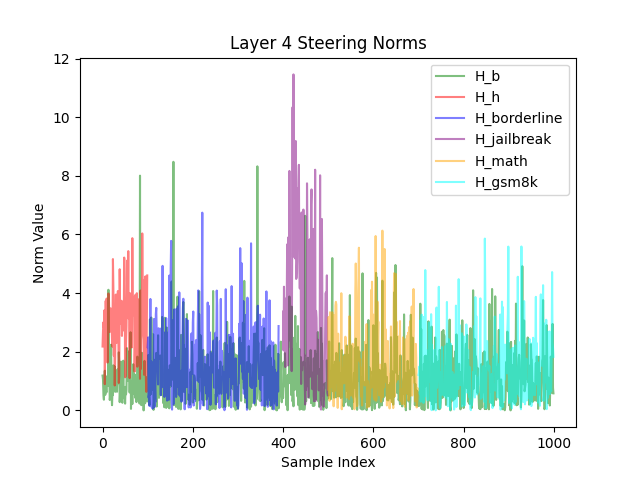 Layer 4 Steering Norms
12
10
8
6
4
2
0
Norm Value
0 200 400 600 800 1000
Sample Index
H_b
H_h
H_borderline
H_jailbreak
H_math
H_gsm8k